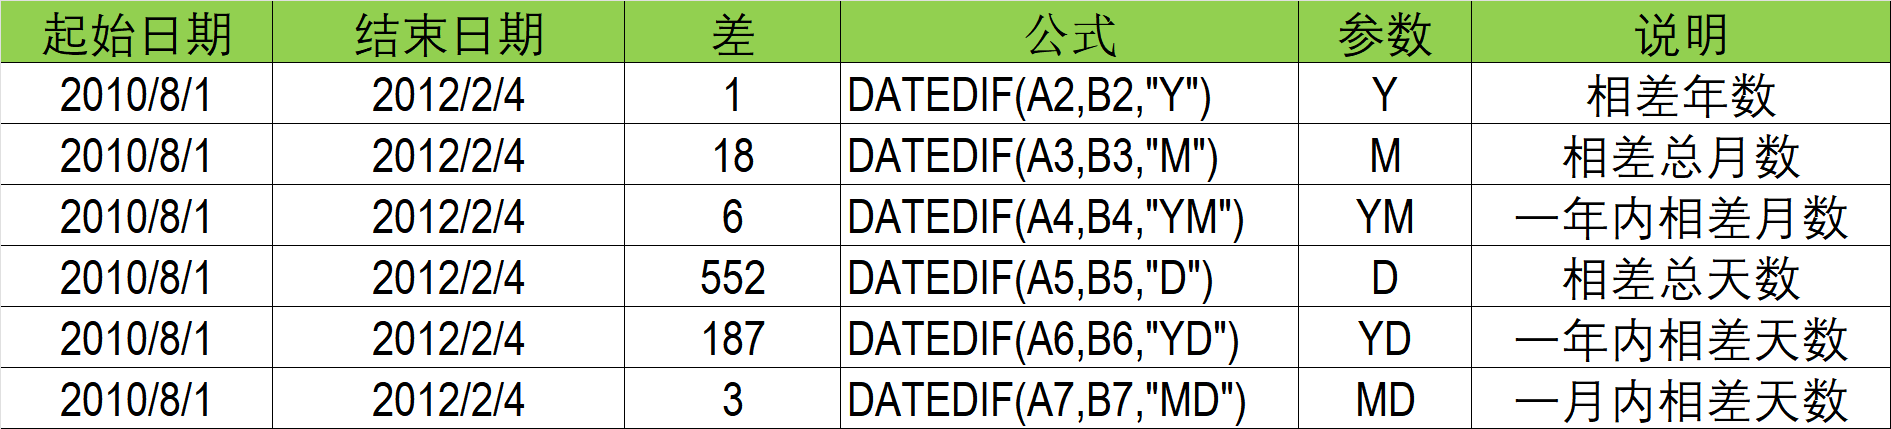 起始日期 结束日期 差 公式 参数 说明
2010/8/1 2012/2/4 1 DATEDIF(A2,B2,"Y") Y 相差年数
2010/8/1 2012/2/4 18 DATEDIF(A3,B3,"M") M 相差总月数
2010/8/1 2012/2/4 6 DATEDIF(A4,B4,"YM") YM 一年内相差月数
2010/8/1 2012/2/4 552 DATEDIF(A5,B5,"D") D 相差总天数
2010/8/1 2012/2/4 187 DATEDIF(A6,B6,"YD") YD 一年内相差天数
2010/8/1 2012/2/4 3 DATEDIF(A7,B7,"MD") MD 一月内相差天数